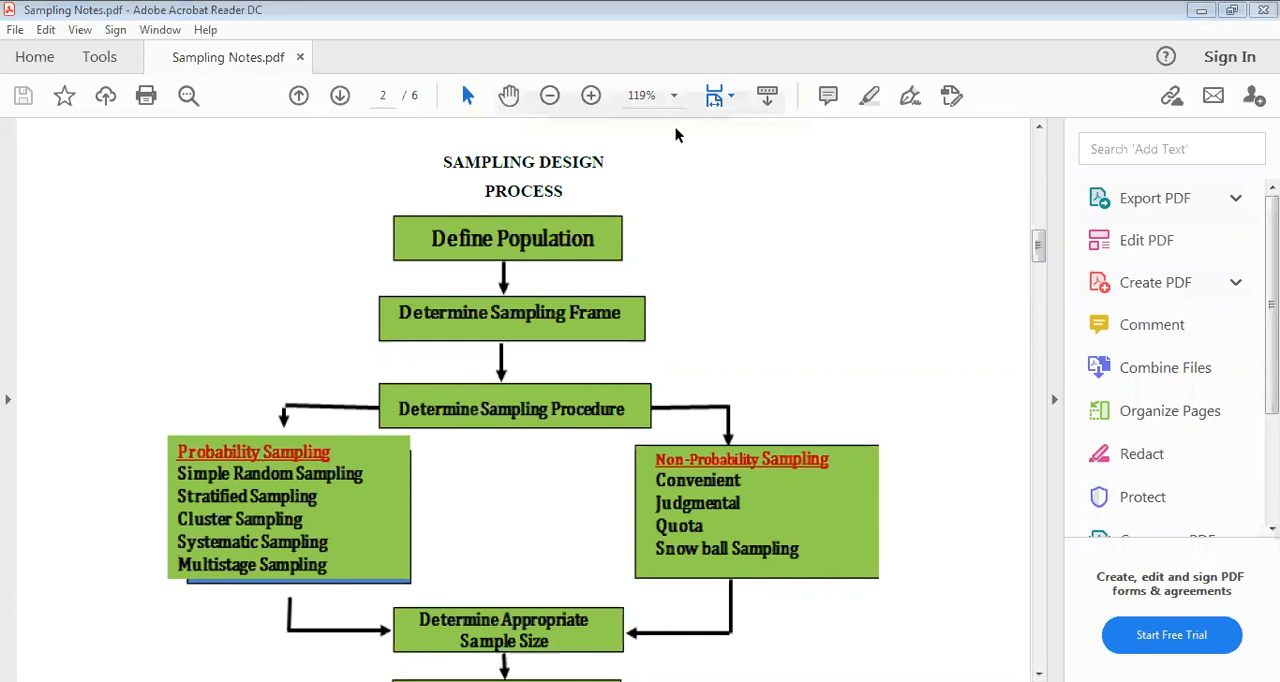 Sampling Notes.pdf - Adobe Acrobat Reader DC
File Edit View Sign Window Help
Home Tools Sampling Notes.pdf × Sign In
2 / 6 119%
SAMPLING DESIGN
PROCESS
Define Population
Determine Sampling Frame
Determine Sampling Procedure
Probability Sampling
Simple Random Sampling
Stratified Sampling
Cluster Sampling
Systematic Sampling
Multistage Sampling
Non-Probability Sampling
Convenient
Judgmental
Quota
Snow ball Sampling
Determine Appropriate
Sample Size
Search 'Add Text'
Export PDF
Edit PDF
Create PDF
Comment
Combine Files
Organize Pages
Redact
Protect
Create, edit and sign PDF
forms & agreements
Start Free Trial